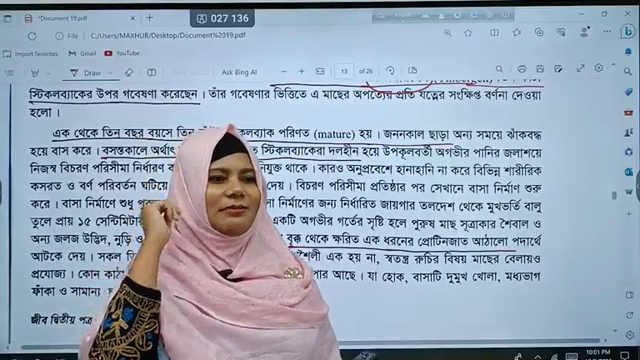 *Document 19.pdf
027 136
File | C:/Users/MAXHUB/Desktop/Document%2019.pdf
Import favorites Gmail YouTube
Draw Ask Bing AI 13 of 26
স্টিকলব্যাকের উপর গবেষণা করেছেন। তাঁর গবেষণার ভিত্তিতে এ মাছের অপত্যের প্রতি যত্নের সংক্ষিপ্ত বর্ণনা দেওয়া
হলো।
এক থেকে তিন বছর বয়সে তিন পরিণত (mature) হয়। জননকাল ছাড়া অন্য সময়ে ঝাঁকবদ্ধ
হয়ে বাস করে। বসন্তকালে অর্থাৎ স্টিকলব্যাকেরা দলহীন হয়ে উপকূলবর্তী অগভীর পানির জলাশয়ে
নিজস্ব বিচরণ পরিসীমা নির্ধারণ থাকে। কারও অনুপ্রবেশে হানাহানি না করে বিভিন্ন শারীরিক
কসরত ও বর্ণ পরিবর্তন ঘটিয়ে দেয়। বিচরণ পরিসীমা প্রতিষ্ঠার পর সেখানে বাসা নির্মাণ শুরু
করে। বাসা নির্মাণে শুধু নির্মাণের জন্য নির্ধারিত জায়গার তলদেশ থেকে মুখভর্তি বালু
তুলে প্রায় ১৫ সেন্টিমিটার একটি অগভীর গর্তের সৃষ্টি হলে পুরুষ মাছ সূত্রাকার শৈবাল ও
অন্য জলজ উদ্ভিদ, নুড়ি ও বৃক্ক থেকে ক্ষরিত এক ধরনের প্রোটিনজাত আঠালো পদার্থে
আটকে দেয়। সকল এক হয় না, স্বতন্ত্র রুচির বিষয় মাছের বেলায়ও
প্রযোজ্য। কোন আছে। যা হোক, বাসাটি দুমুখ খোলা, মধ্যভাগ
ফাঁকা ও সামান্য
জীব দ্বিতীয় পত্র
10:01 PM